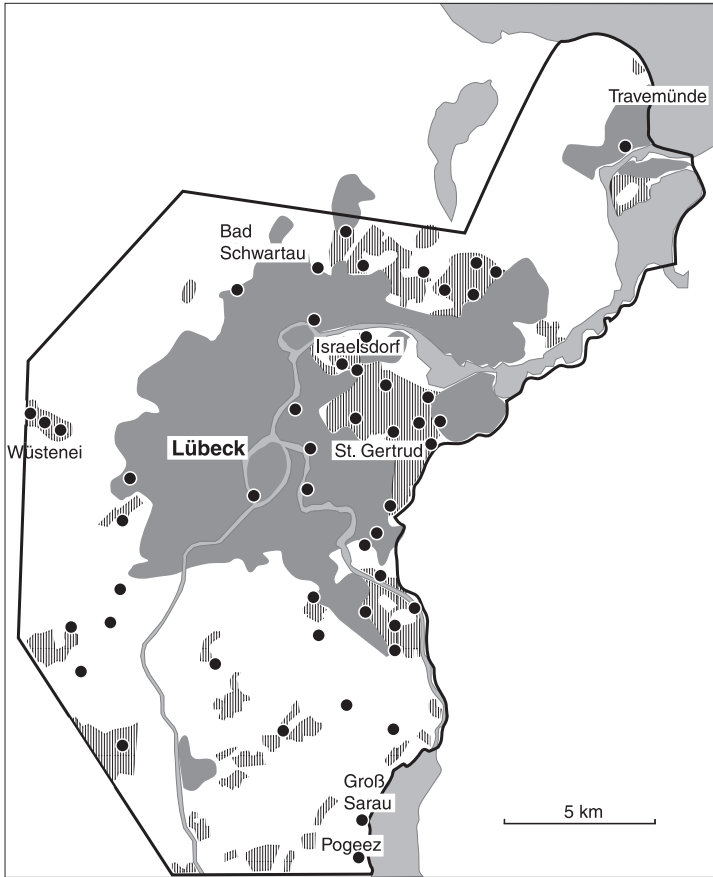 Travemünde
Bad
Schwartau
Israelsdorf
Lübeck
St. Gertrud
Wüstenei
Groß
Sarau
5 km
Pogeez